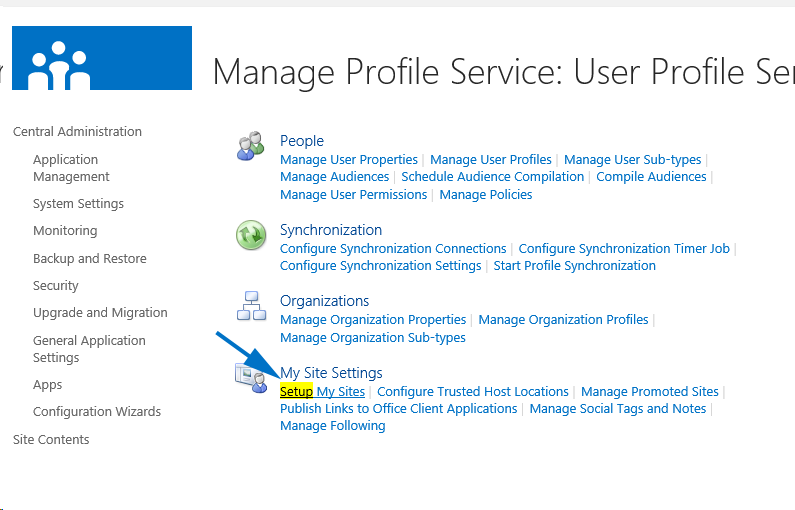 Manage Profile Service: User Profile Ser
Central Administration
Application
Management
System Settings
Monitoring
Backup and Restore
Security
Upgrade and Migration
General Application
Settings
Apps
Configuration Wizards
Site Contents
People
Manage User Properties | Manage User Profiles | Manage User Sub-types |
Manage Audiences | Schedule Audience Compilation | Compile Audiences |
Manage User Permissions | Manage Policies
Synchronization
Configure Synchronization Connections | Configure Synchronization Timer Job |
Configure Synchronization Settings | Start Profile Synchronization
Organizations
Manage Organization Properties | Manage Organization Profiles |
Manage Organization Sub-types
My Site Settings
Setup My Sites | Configure Trusted Host Locations | Manage Promoted Sites |
Publish Links to Office Client Applications | Manage Social Tags and Notes |
Manage Following